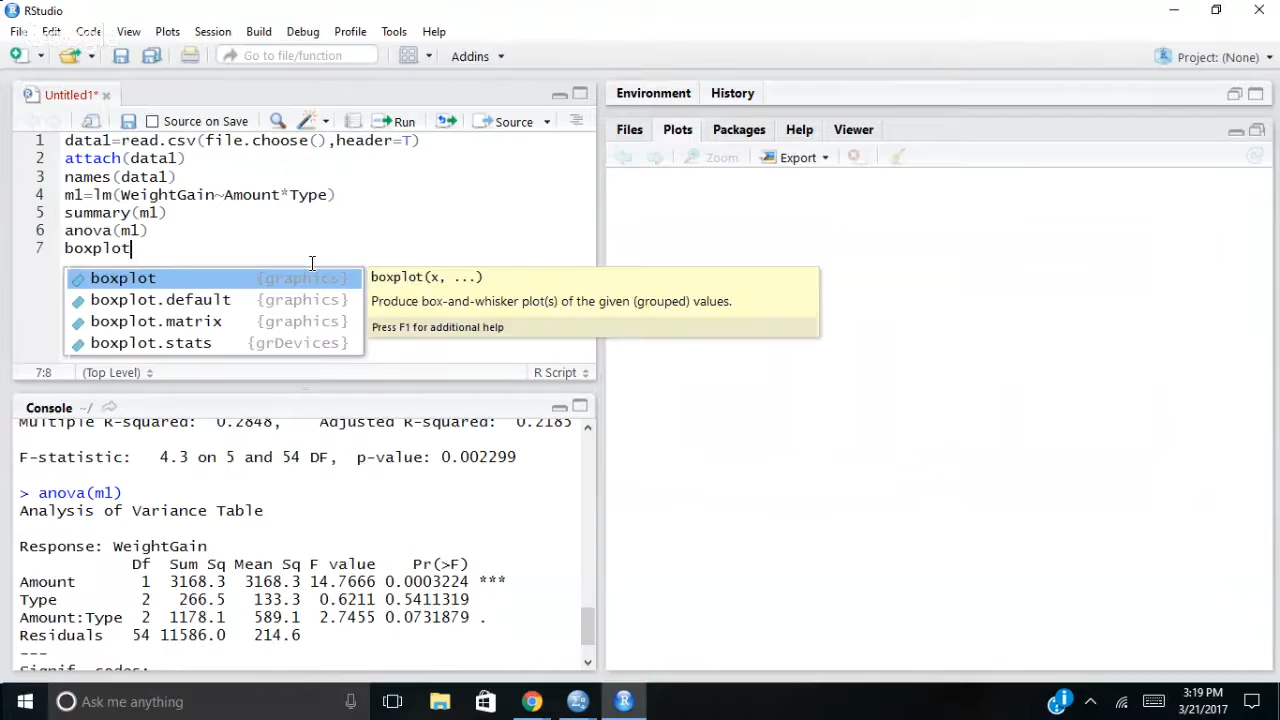 RStudio
File Edit Code View Plots Session Build Debug Profile Tools Help
Go to file/function Addins Project: (None)
Untitled1*
Source on Save Run Source
1 data1=read.csv(file.choose(),header=T)
2 attach(data1)
3 names(data1)
4 m1=lm(WeightGain~Amount*Type)
5 summary(m1)
6 anova(m1)
7 boxplot
boxplot {graphics}
boxplot.default {graphics}
boxplot.matrix {graphics}
boxplot.stats {grDevices}
boxplot(x, ...)
Produce box-and-whisker plot(s) of the given (grouped) values.
Press F1 for additional help
7:8 (Top Level) R Script
Console ~/
Multiple R-squared: 0.2848, Adjusted R-squared: 0.2185
F-statistic: 4.3 on 5 and 54 DF, p-value: 0.002299
> anova(m1)
Analysis of Variance Table
Response: WeightGain
Df Sum Sq Mean Sq F value Pr(>F)
Amount 1 3168.3 3168.3 14.7666 0.0003224 ***
Type 2 266.5 133.3 0.6211 0.5411319
Amount:Type 2 1178.1 589.1 2.7455 0.0731879 .
Residuals 54 11586.0 214.6
---
Signif. codes:
Environment History
Files Plots Packages Help Viewer
Zoom Export
Ask me anything
3:19 PM
3/21/2017